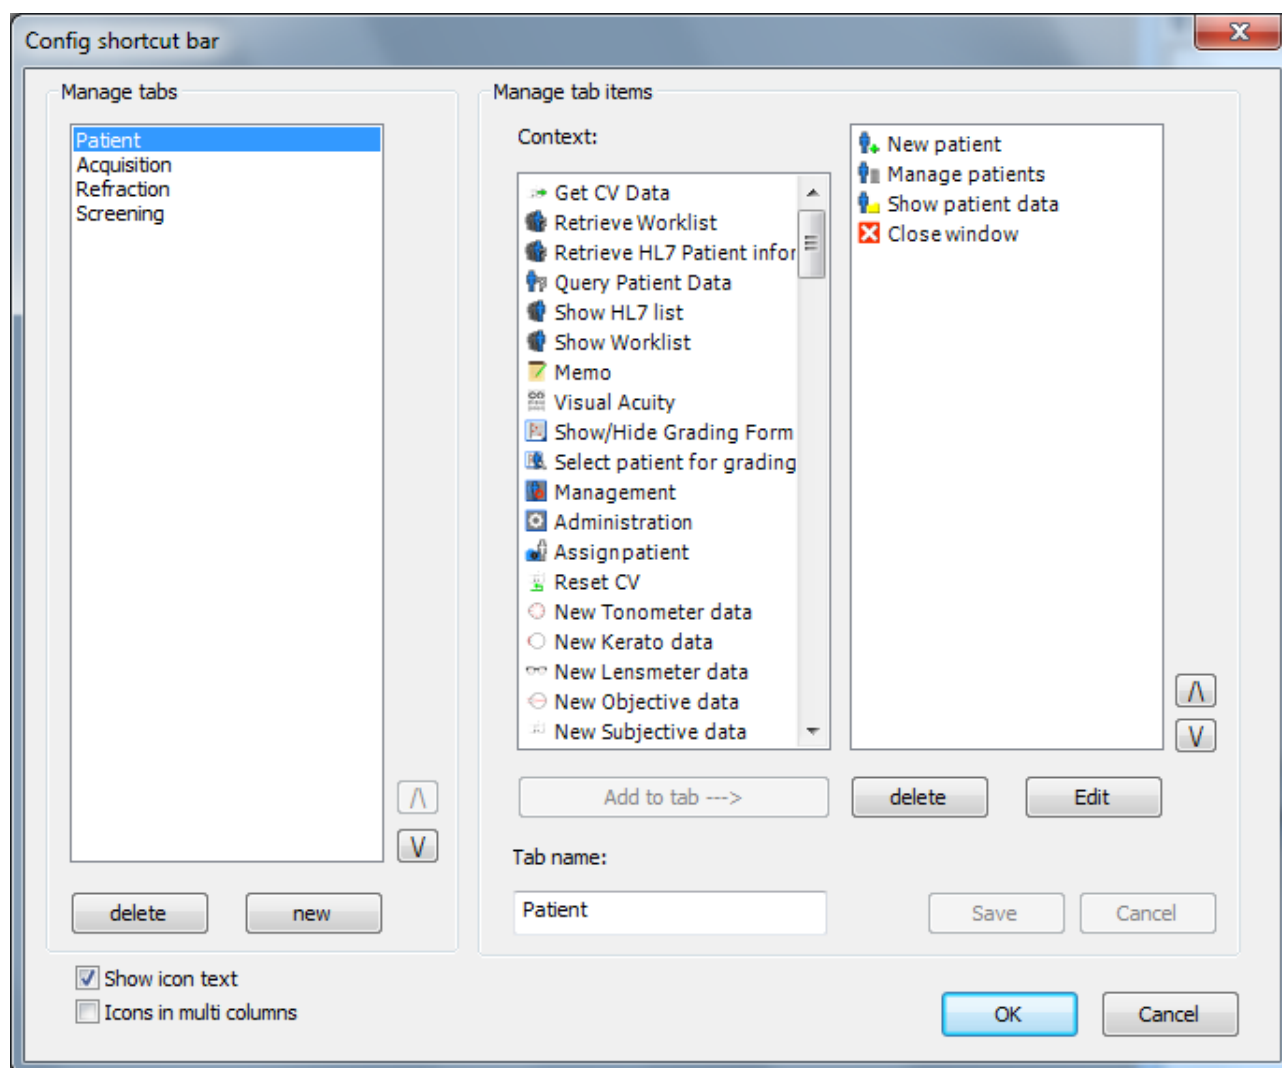 Config shortcut bar
Manage tabs
Patient
Acquisition
Refraction
Screening
/\
\/
delete
new
Show icon text
Icons in multi columns
Manage tab items
Context:
Get CV Data
Retrieve Worklist
Retrieve HL7 Patient infor
Query Patient Data
Show HL7 list
Show Worklist
Memo
Visual Acuity
Show/Hide Grading Form
Select patient for grading
Management
Administration
Assign patient
Reset CV
New Tonometer data
New Kerato data
New Lensmeter data
New Objective data
New Subjective data
New patient
Manage patients
Show patient data
Close window
/\
\/
Add to tab --->
delete
Edit
Tab name:
Patient
Save
Cancel
OK
Cancel